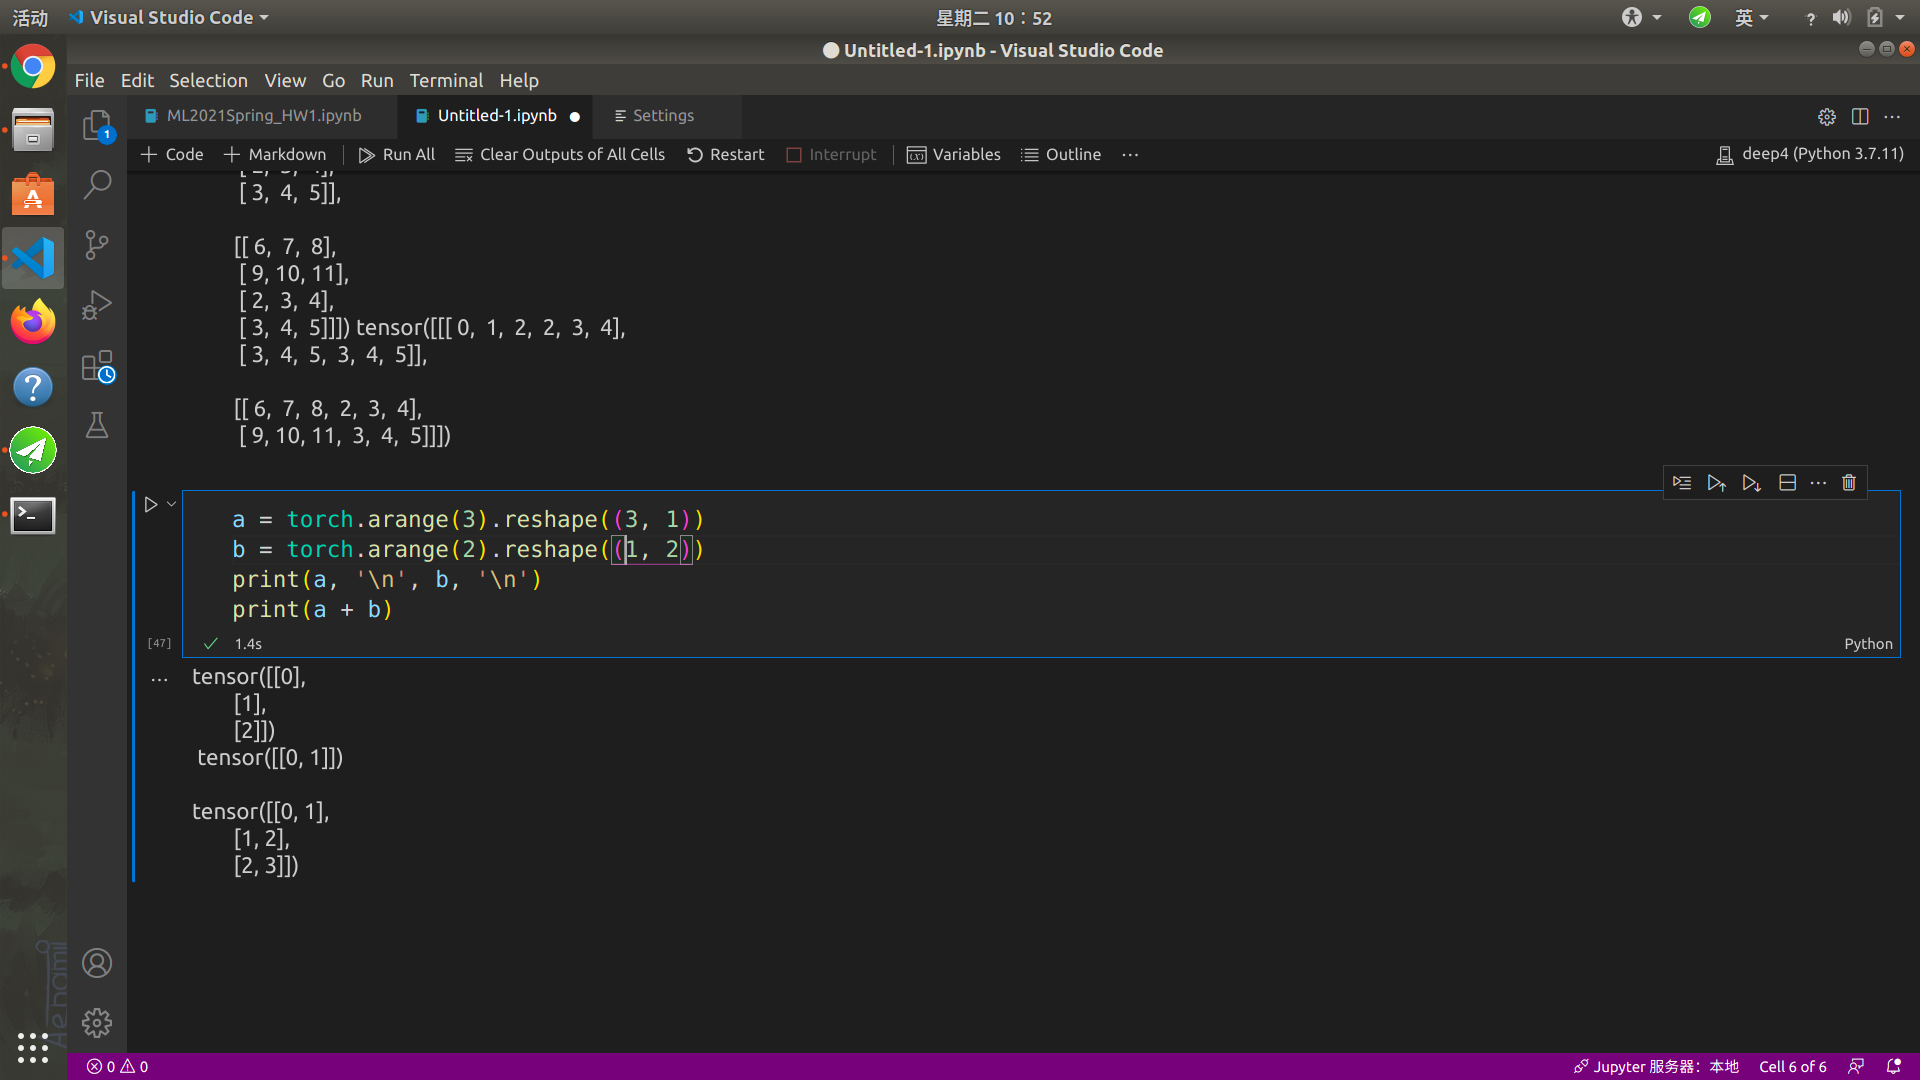 活动
Visual Studio Code
星期二 10：52
英
?
Untitled-1.ipynb - Visual Studio Code
File Edit Selection View Go Run Terminal Help
ML2021Spring_HW1.ipynb
Untitled-1.ipynb
Settings
Code
Markdown
Run All
Clear Outputs of All Cells
Restart
Interrupt
Variables
Outline
deep4 (Python 3.7.11)
1
[ 2, 3, 4],
[ 3, 4, 5]],
[[ 6, 7, 8],
[ 9, 10, 11],
[ 2, 3, 4],
[ 3, 4, 5]]]) tensor([[[ 0, 1, 2, 2, 3, 4],
[ 3, 4, 5, 3, 4, 5]],
[[ 6, 7, 8, 2, 3, 4],
[ 9, 10, 11, 3, 4, 5]]])
a = torch.arange(3).reshape((3, 1))
b = torch.arange(2).reshape((1, 2))
print(a, '\n', b, '\n')
print(a + b)
[47]
1.4s
Python
tensor([[0],
[1],
[2]])
tensor([[0, 1]])
tensor([[0, 1],
[1, 2],
[2, 3]])
0
0
Jupyter 服务器：本地
Cell 6 of 6